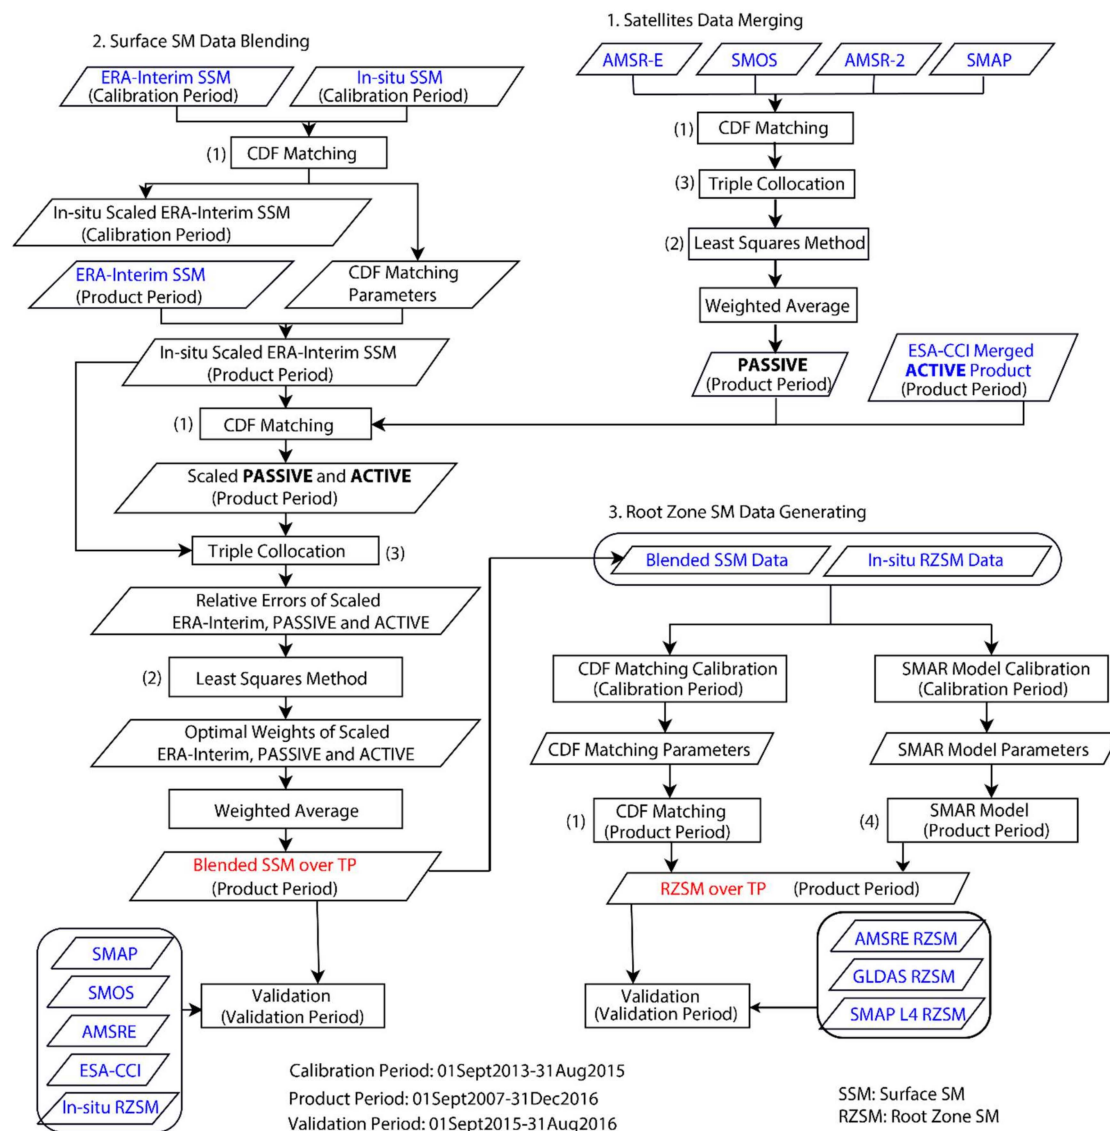 1. Satellites Data Merging
AMSR-E
SMOS
AMSR-2
SMAP
(1)
CDF Matching
(3)
Triple Collocation
(2)
Least Squares Method
Weighted Average
PASSIVE
(Product Period)
ESA-CCI Merged
ACTIVE Product
(Product Period)
2. Surface SM Data Blending
ERA-Interim SSM
(Calibration Period)
In-situ SSM
(Calibration Period)
(1)
CDF Matching
In-situ Scaled ERA-Interim SSM
(Calibration Period)
ERA-Interim SSM
(Product Period)
CDF Matching
Parameters
In-situ Scaled ERA-Interim SSM
(Product Period)
(1)
CDF Matching
Scaled PASSIVE and ACTIVE
(Product Period)
Triple Collocation
(3)
Relative Errors of Scaled
ERA-Interim, PASSIVE and ACTIVE
(2)
Least Squares Method
Optimal Weights of Scaled
ERA-Interim, PASSIVE and ACTIVE
Weighted Average
Blended SSM over TP
(Product Period)
SMAP
SMOS
AMSRE
ESA-CCI
In-situ RZSM
Validation
(Validation Period)
3. Root Zone SM Data Generating
Blended SSM Data
In-situ RZSM Data
CDF Matching Calibration
(Calibration Period)
SMAR Model Calibration
(Calibration Period)
CDF Matching Parameters
SMAR Model Parameters
(1)
CDF Matching
(Product Period)
(4)
SMAR Model
(Product Period)
RZSM over TP (Product Period)
AMSRE RZSM
GLDAS RZSM
SMAP L4 RZSM
Validation
(Validation Period)
Calibration Period: 01Sept2013-31Aug2015
Product Period: 01Sept2007-31Dec2016
Validation Period: 01Sept2015-31Aug2016
SSM: Surface SM
RZSM: Root Zone SM